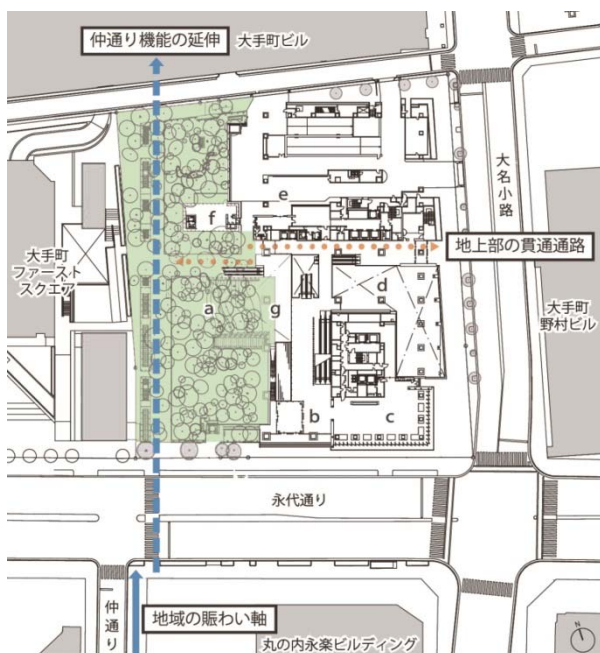 仲通り機能の延伸
大手町ビル
大名小路
e
f
地上部の貫通通路
大手町
ファースト
スクエア
a
g
d
大手町
野村ビル
b
c
永代通り
仲通り
地域の賑わい軸
丸の内永楽ビルディング
N